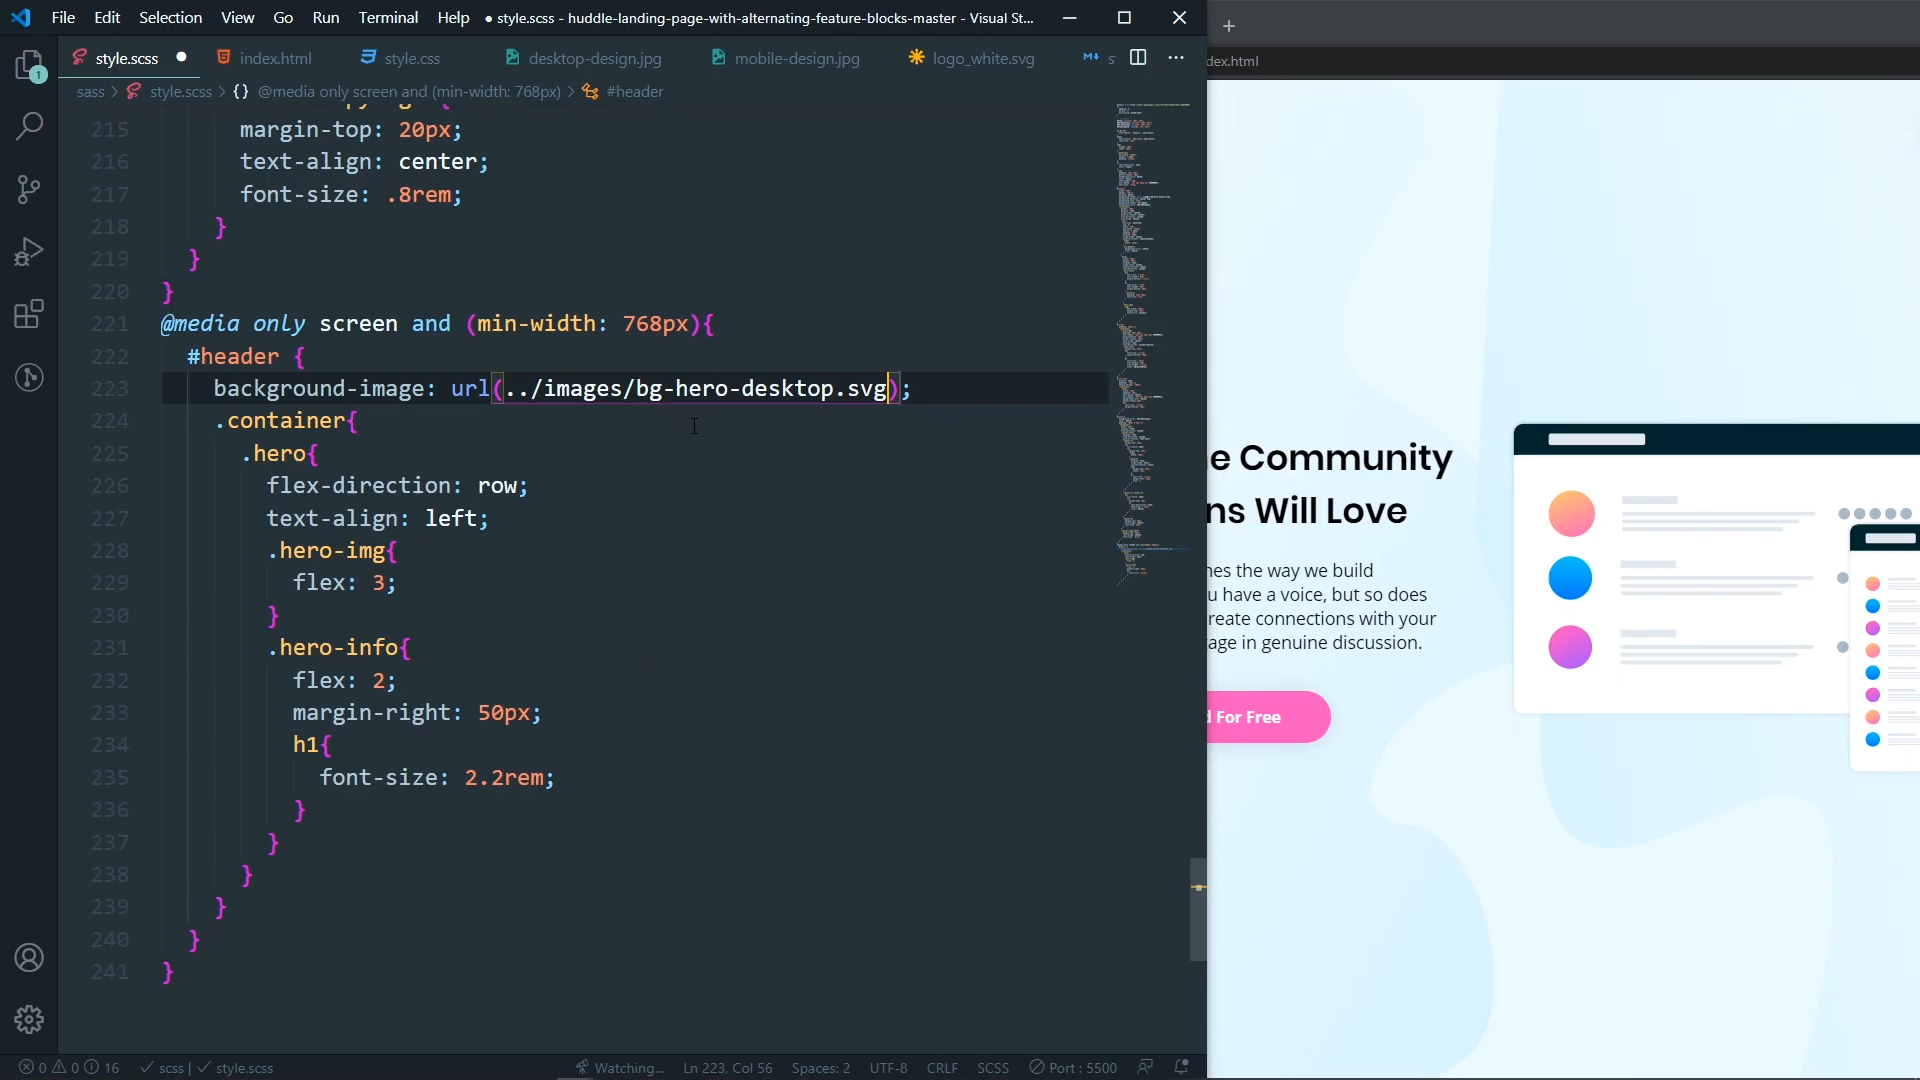 File Edit Selection View Go Run Terminal Help ● style.scss - huddle-landing-page-with-alternating-feature-blocks-master - Visual St...
style.scss ● index.html style.css desktop-design.jpg mobile-design.jpg logo_white.svg
dex.html
sass > style.scss > {} @media only screen and (min-width: 768px) > #header
1
215 margin-top: 20px;
216 text-align: center;
217 font-size: .8rem;
218 }
219 }
220 }
221 @media only screen and (min-width: 768px){
222 #header {
223 background-image: url(../images/bg-hero-desktop.svg);
224 .container{
225 .hero{
226 flex-direction: row;
227 text-align: left;
228 .hero-img{
229 flex: 3;
230 }
231 .hero-info{
232 flex: 2;
233 margin-right: 50px;
234 h1{
235 font-size: 2.2rem;
236 }
237 }
238 }
239 }
240 }
241 }
e Community
ns Will Love
nes the way we build
u have a voice, but so does
reate connections with your
age in genuine discussion.
d For Free
0 0 16 ✓ scss | ✓ style.scss Watching... Ln 223, Col 56 Spaces: 2 UTF-8 CRLF SCSS Port : 5500